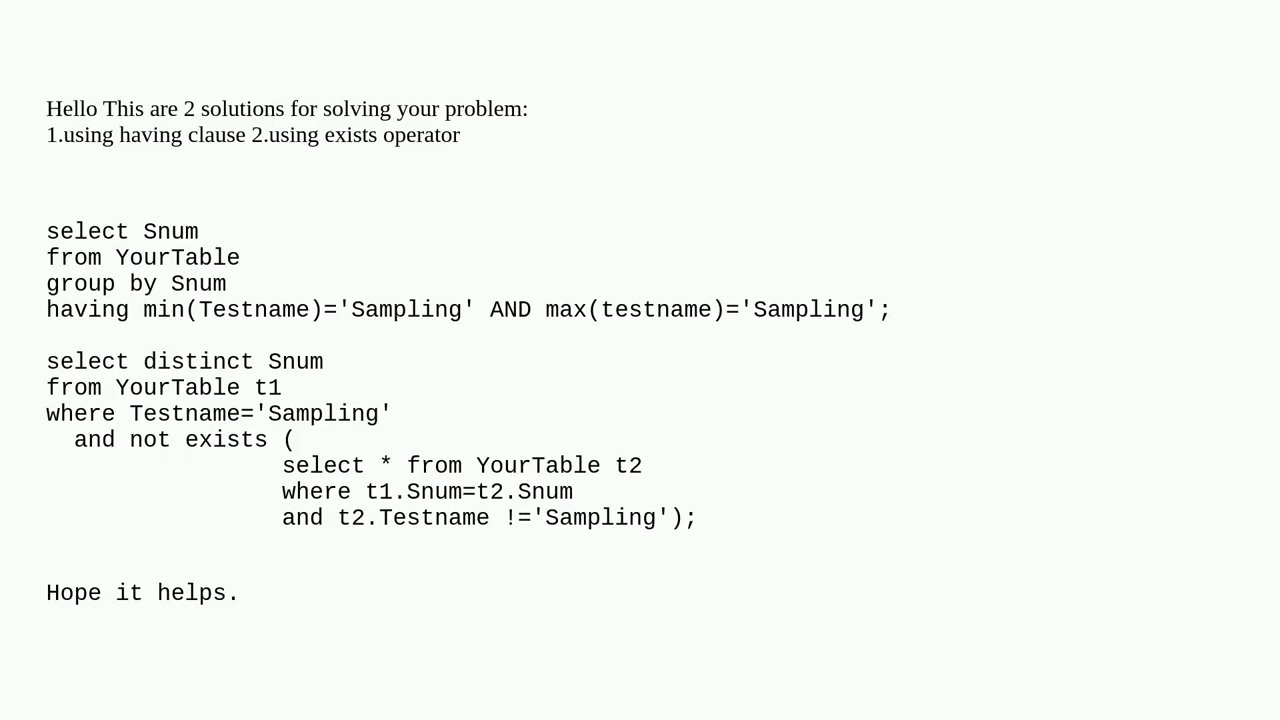 Hello This are 2 solutions for solving your problem:
1.using having clause 2.using exists operator
select Snum
from YourTable
group by Snum
having min(Testname)='Sampling' AND max(testname)='Sampling';
select distinct Snum
from YourTable t1
where Testname='Sampling'
and not exists (
select * from YourTable t2
where t1.Snum=t2.Snum
and t2.Testname !='Sampling');
Hope it helps.